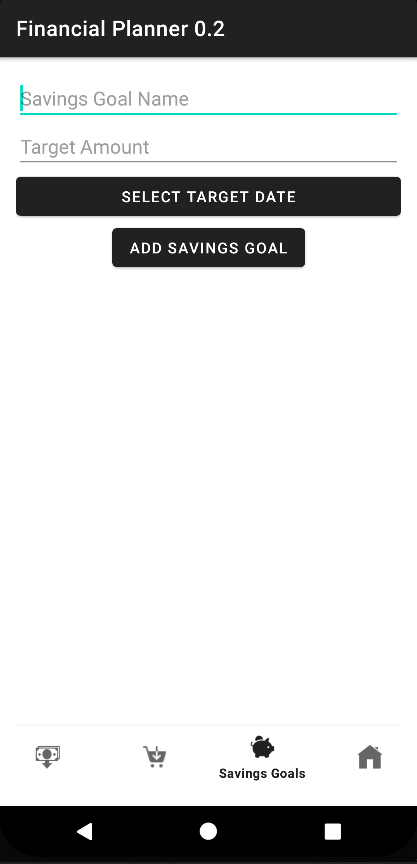 Financial Planner 0.2
Savings Goal Name
Target Amount
SELECT TARGET DATE
ADD SAVINGS GOAL
Savings Goals